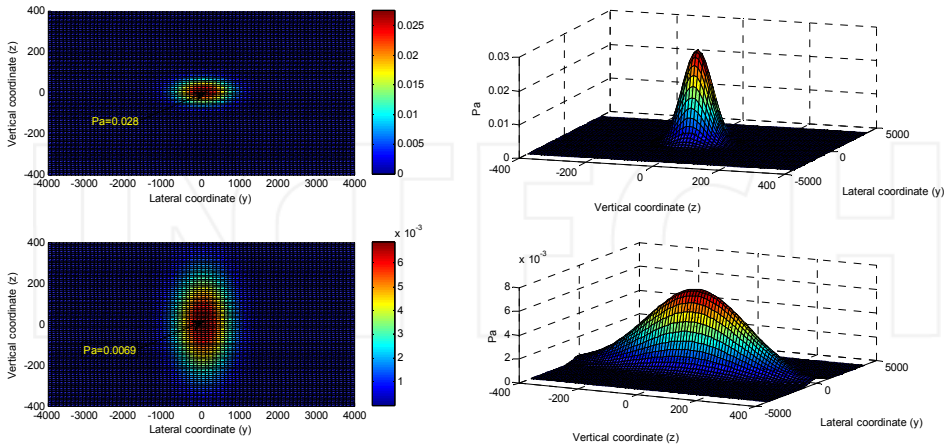 400
200
0
-200
-400
Vertical coordinate (z)
Pa=0.028
-4000 -3000 -2000 -1000 0 1000 2000 3000 4000
Lateral coordinate (y)
0.025
0.02
0.015
0.01
0.005
0
0.03
0.02
0.01
0
Pa
-400 -200 0 200 400
Vertical coordinate (z)
-5000 0 5000
Lateral coordinate (y)
400
200
0
-200
-400
Vertical coordinate (z)
Pa=0.0069
-4000 -3000 -2000 -1000 0 1000 2000 3000 4000
Lateral coordinate (y)
x 10-3
6
5
4
3
2
1
x 10-3
8
6
4
2
0
Pa
-400 -200 0 200 400
Vertical coordinate (z)
-5000 0 5000
Lateral coordinate (y)
INTECH